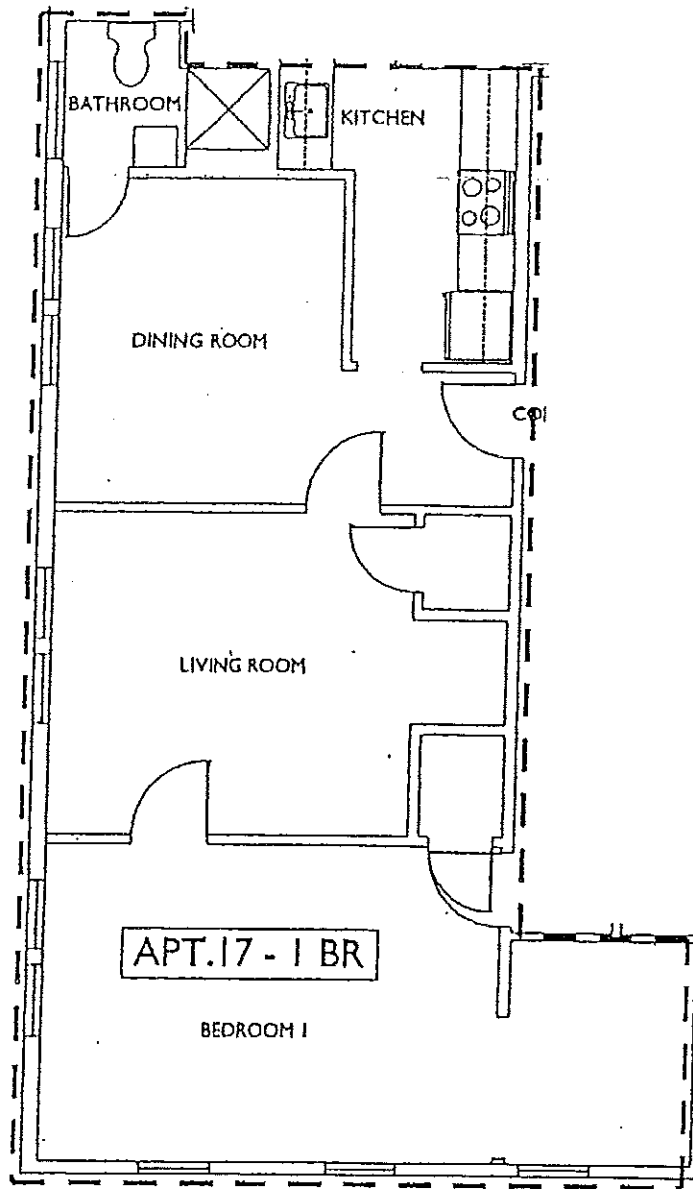 BATHROOM
KITCHEN
DINING ROOM
LIVING ROOM
APT.17 - 1 BR
BEDROOM 1